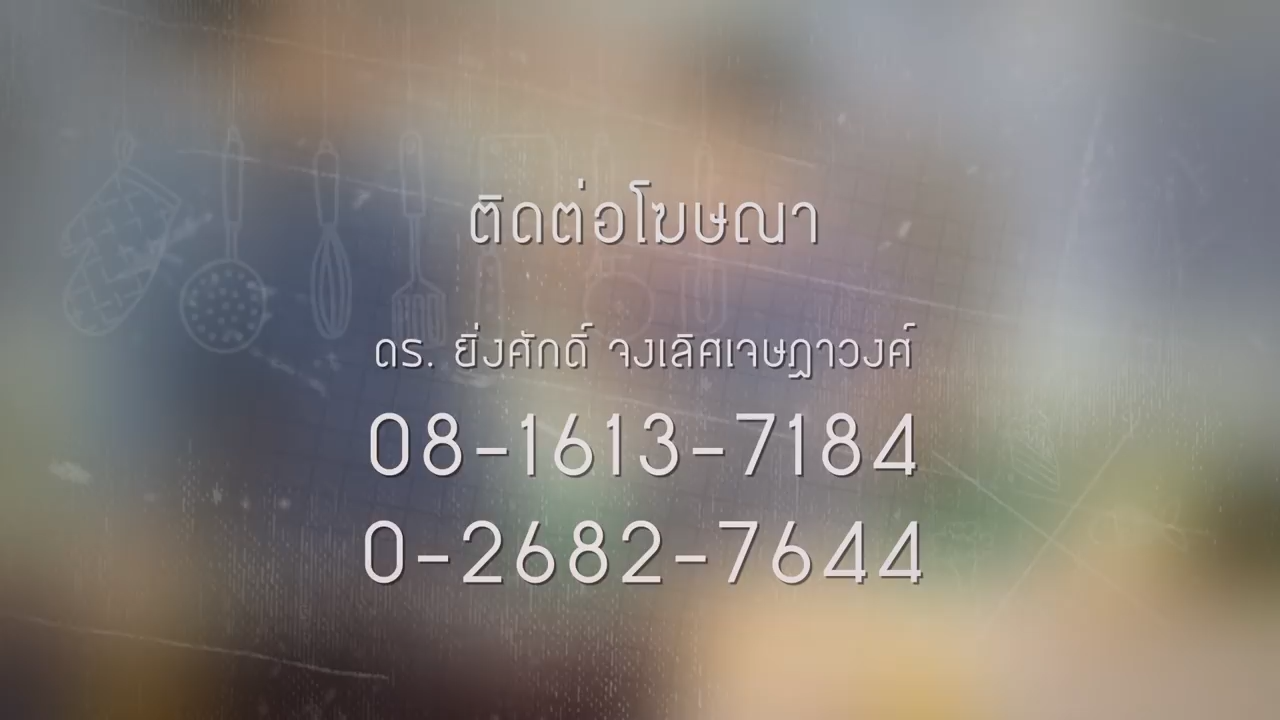 ติดต่อโฆษณา
ดร. ยิ่งศักดิ์ จงเลิศเจษฎาวงศ์
08-1613-7184
0-2682-7644